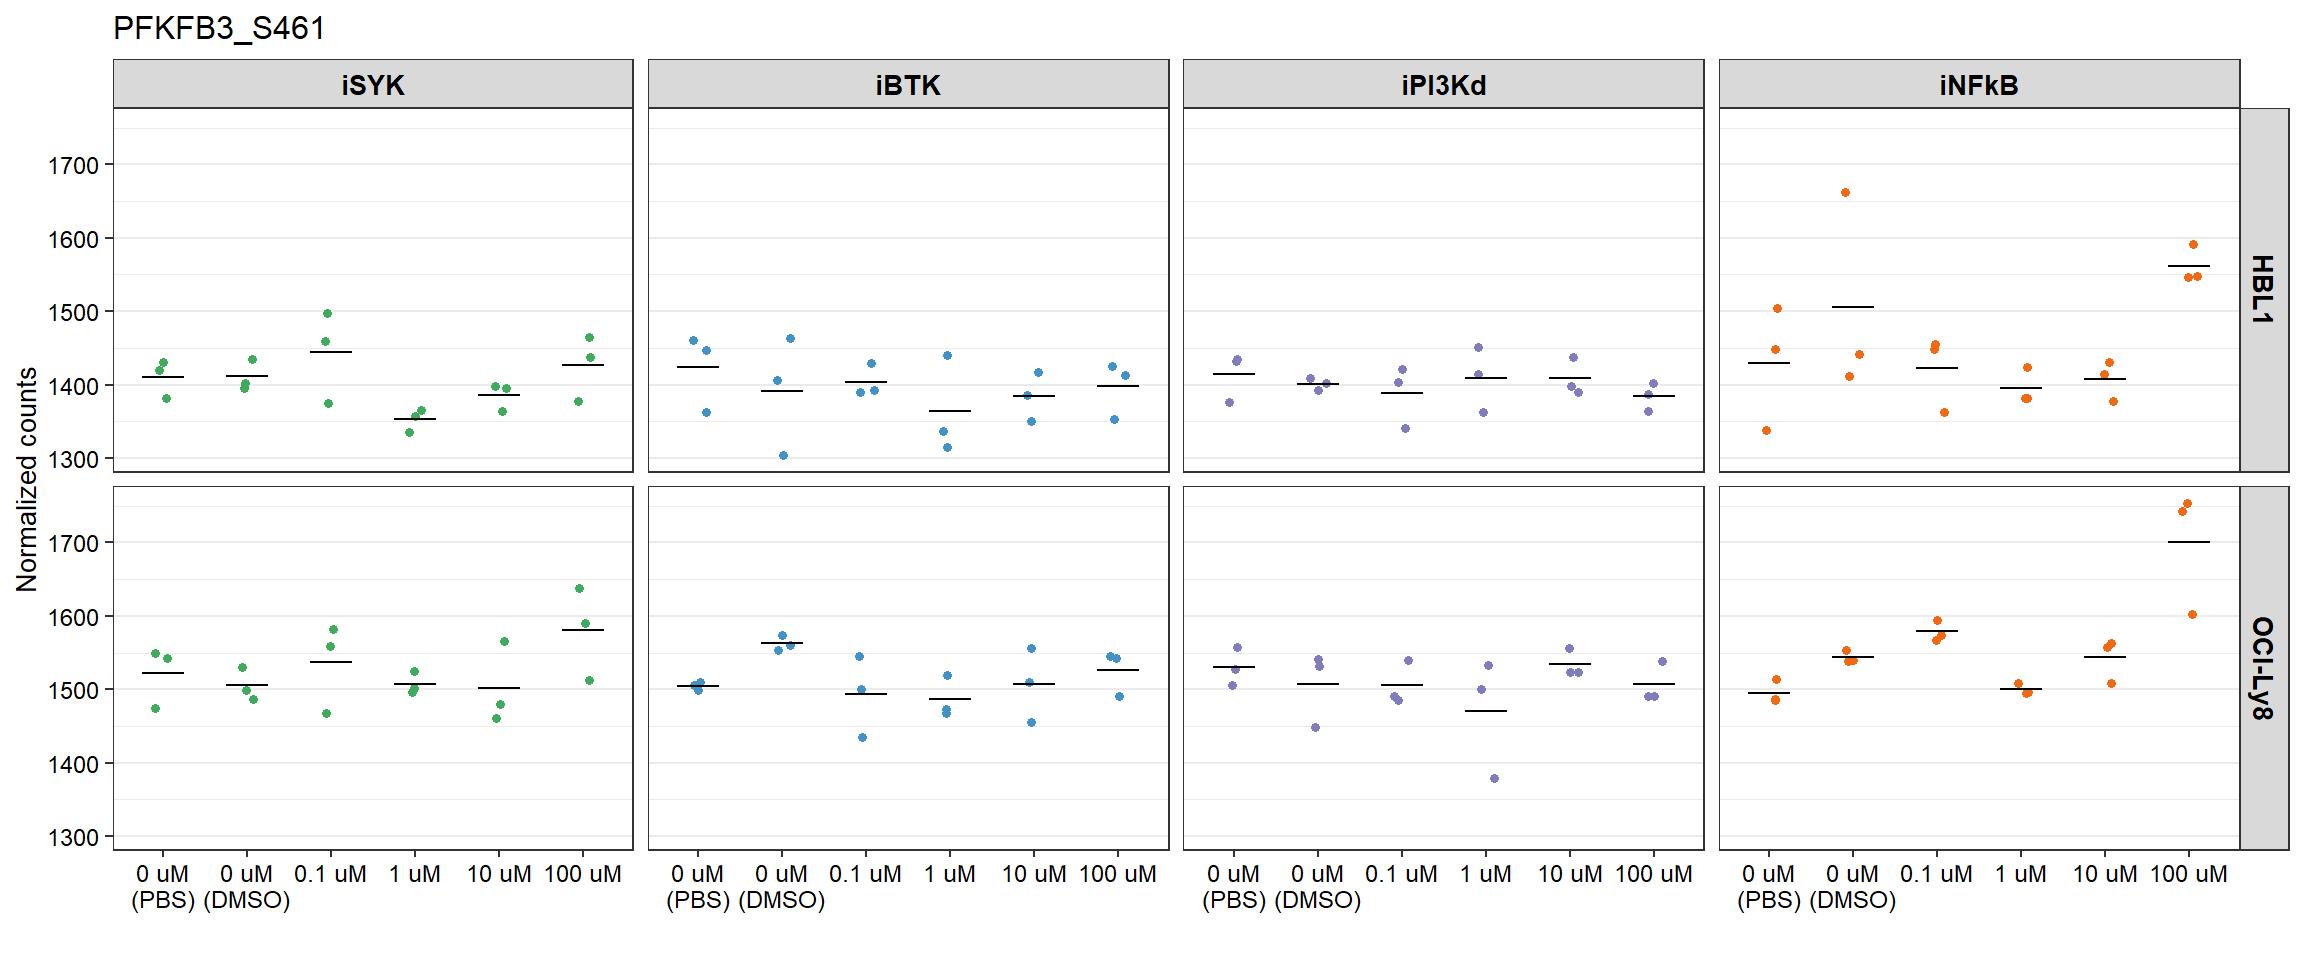 PFKFB3_S461
iSYK iBTK iPI3Kd iNFkB
HBL1
1700
1600
1500
1400
1300
Normalized counts
OCI-Ly8
1700
1600
1500
1400
1300
0 uM 0 uM 0.1 uM 1 uM 10 uM 100 uM 0 uM 0 uM 0.1 uM 1 uM 10 uM 100 uM 0 uM 0 uM 0.1 uM 1 uM 10 uM 100 uM 0 uM 0 uM 0.1 uM 1 uM 10 uM 100 uM
(PBS) (DMSO) (PBS) (DMSO) (PBS) (DMSO) (PBS) (DMSO)